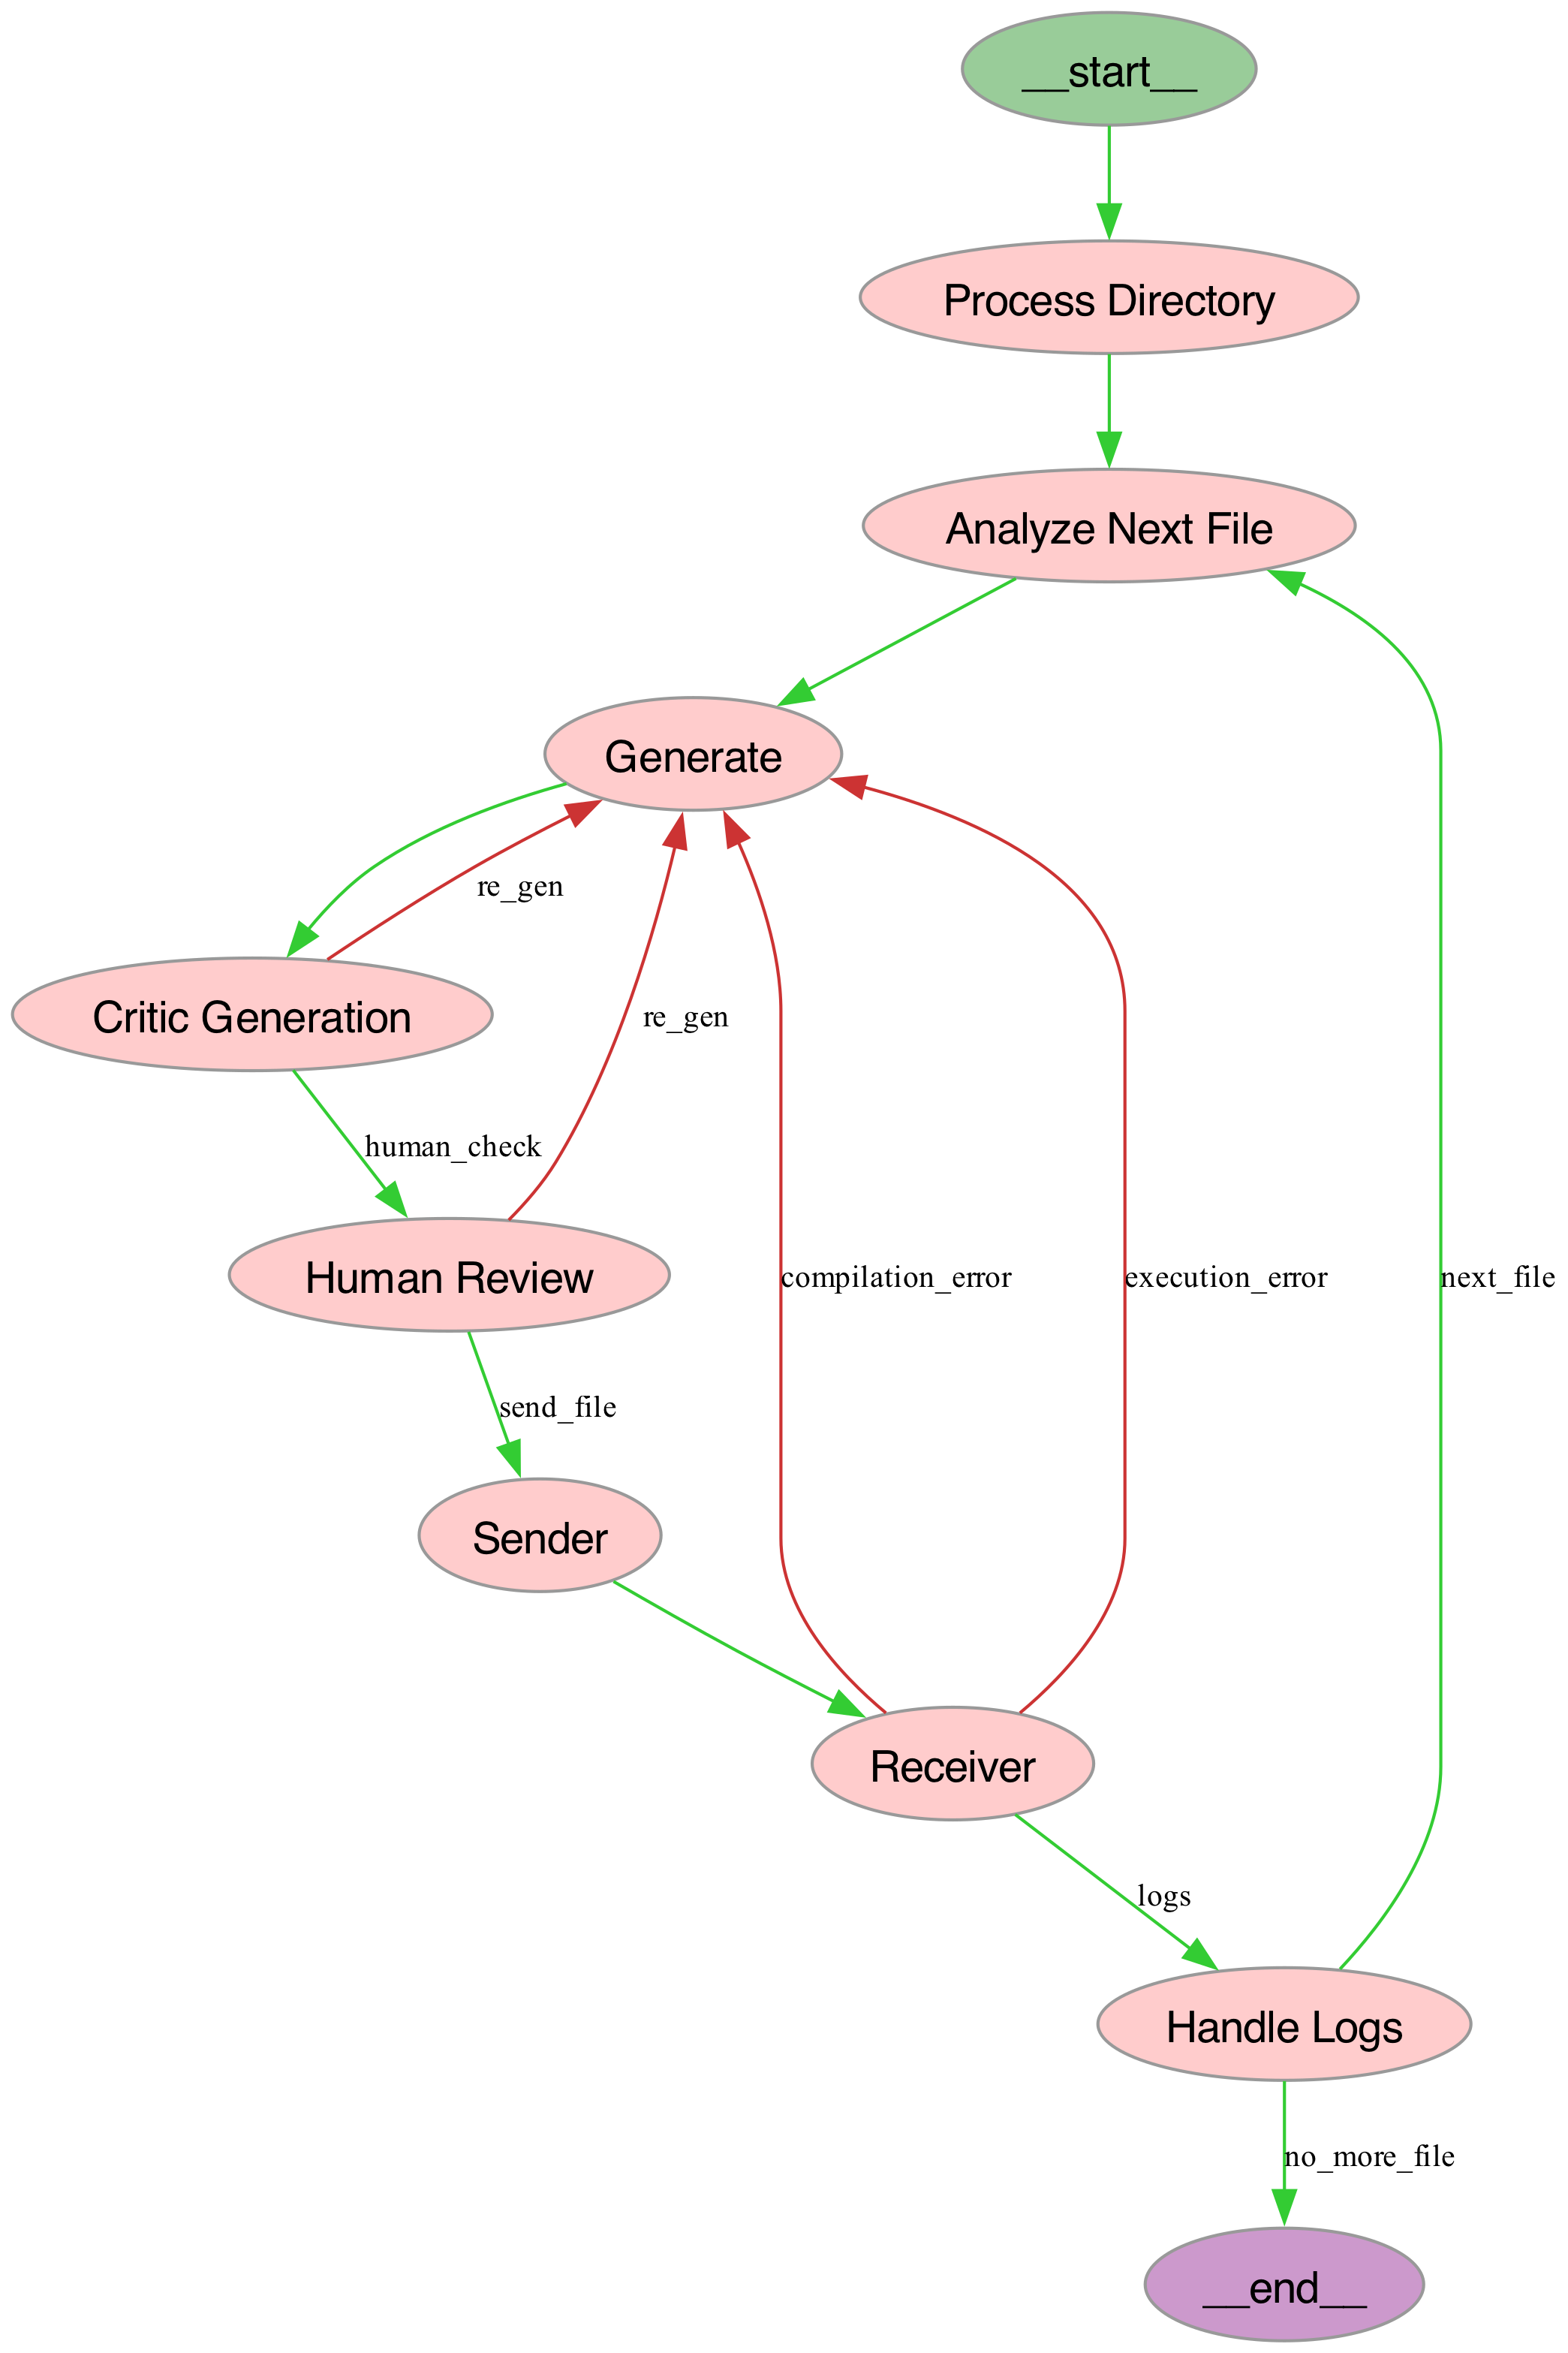 __start__
Process Directory
Analyze Next File
Generate
re_gen
Critic Generation
re_gen
human_check
Human Review
compilation_error
execution_error
next_file
send_file
Sender
Receiver
logs
Handle Logs
no_more_file
__end__